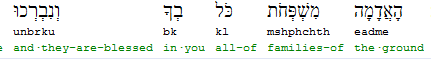 וְנִבְרְכוּ בְךָ כֹּל מִשְׁפְּחֹת הָאֲדָמָה
unbrku bk kl mshphchth eadme
and·they-are-blessed in·you all-of families-of the·ground